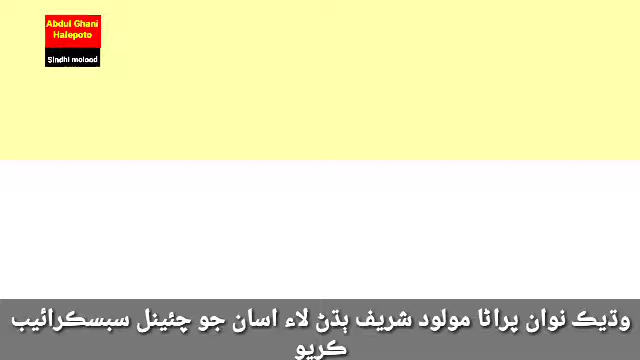 Abdul Ghani
Halepoto
Sindhi molood
وڌيڪ نوان پراڻا مولود شريف ٻڌڻ لاءِ اسان جو چئينل سبسڪرائيب
ڪريو